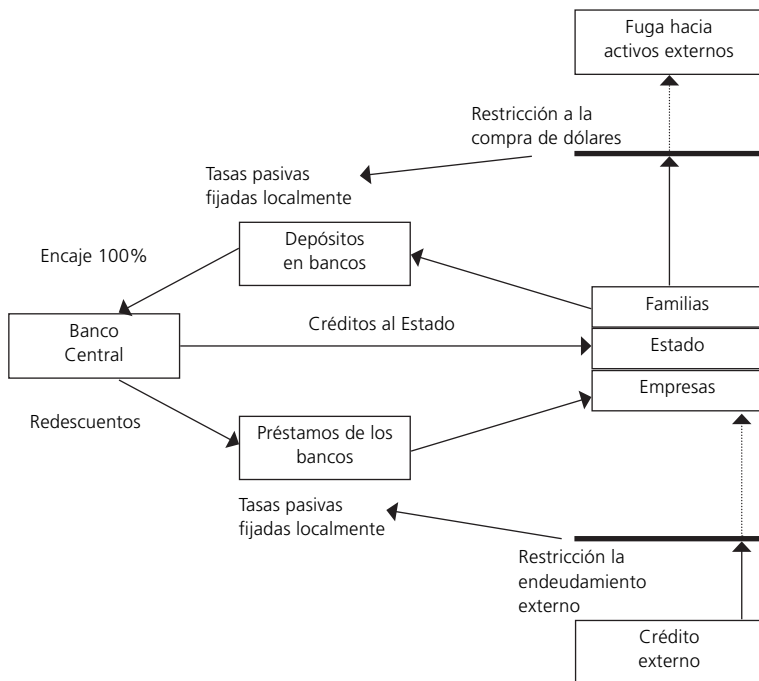 Fuga hacia
activos externos
Restricción a la
compra de dólares
Tasas pasivas
fijadas localmente
Depósitos
en bancos
Encaje 100%
Familias
Banco
Central
Créditos al Estado
Estado
Empresas
Redescuentos
Préstamos de los
bancos
Tasas pasivas
fijadas localmente
Restricción la
endeudamiento
externo
Crédito
externo